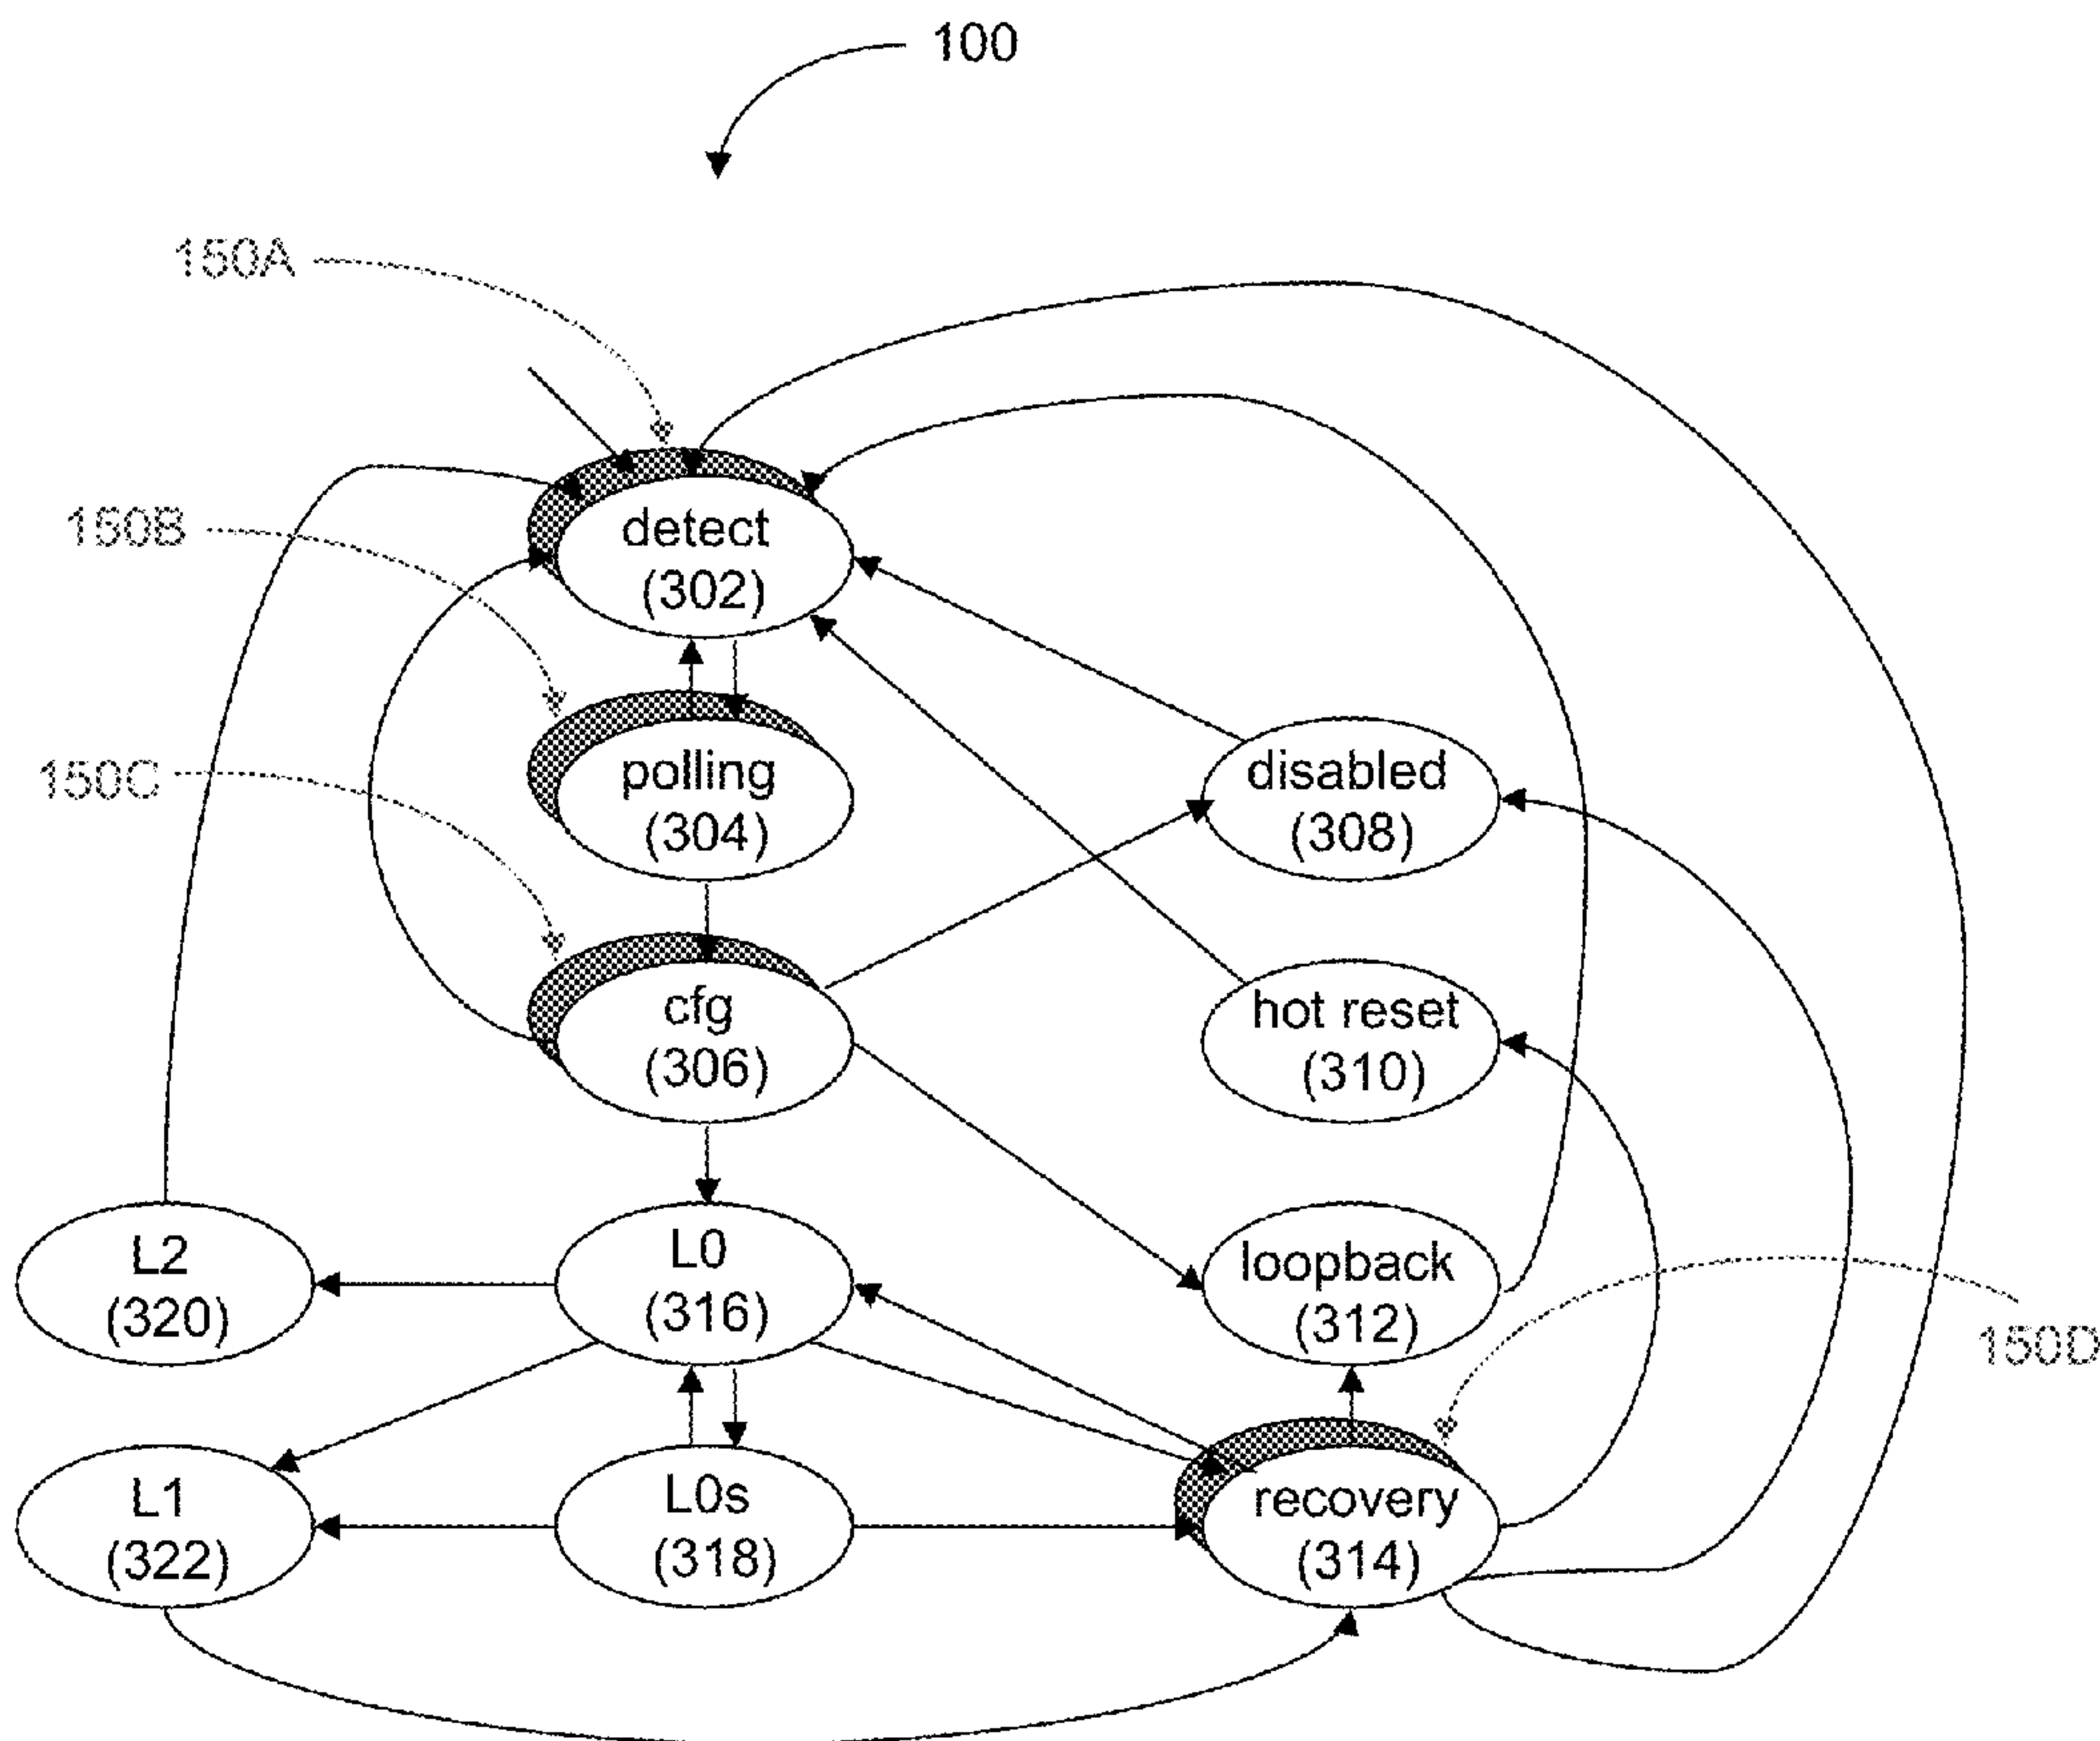 100
150A
detect
(302)
150B
polling
(304)
150C
disabled
(308)
cfg
(306)
hot reset
(310)
L2
(320)
L0
(316)
loopback
(312)
150D
L1
(322)
L0s
(318)
recovery
(314)